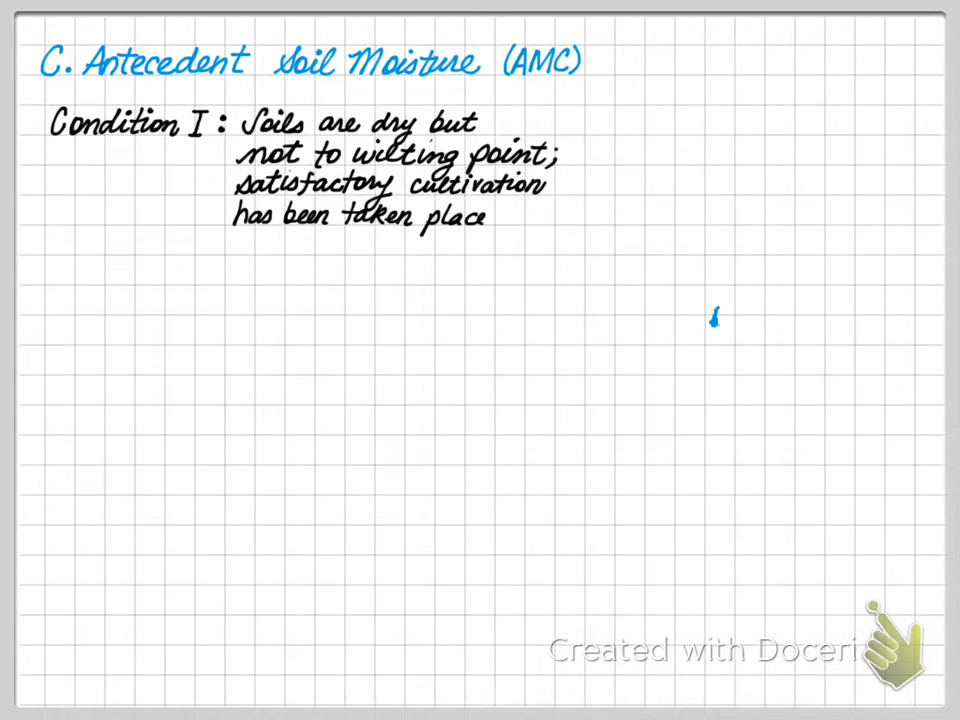 C. Antecedent Soil Moisture (AMC)
Condition I : Soils are dry but
not to wilting point;
satisfactory cultivation
has been taken place
Created with Doceri